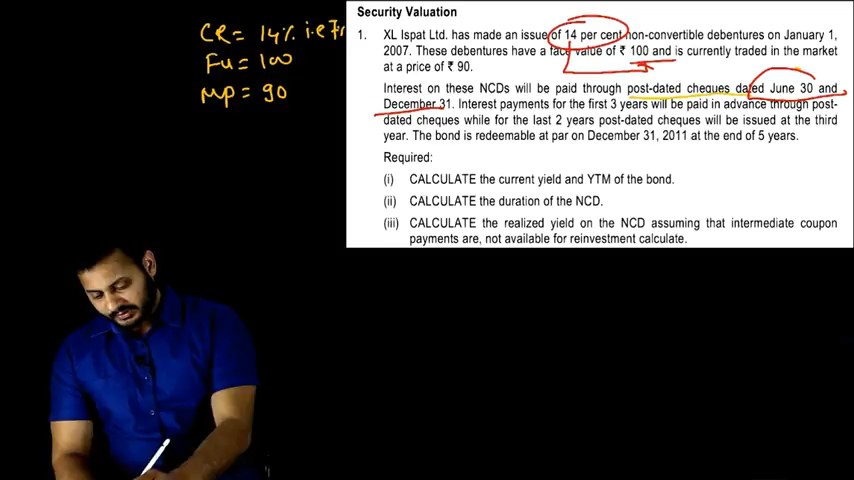 CR = 14% i.e 7%
FV = 100
MP = 90
Security Valuation
1. XL Ispat Ltd. has made an issue of 14 per cent non-convertible debentures on January 1,
2007. These debentures have a face value of ₹ 100 and is currently traded in the market
at a price of ₹ 90.
Interest on these NCDs will be paid through post-dated cheques dated June 30 and
December 31. Interest payments for the first 3 years will be paid in advance through post-
dated cheques while for the last 2 years post-dated cheques will be issued at the third
year. The bond is redeemable at par on December 31, 2011 at the end of 5 years.
Required:
(i) CALCULATE the current yield and YTM of the bond.
(ii) CALCULATE the duration of the NCD.
(iii) CALCULATE the realized yield on the NCD assuming that intermediate coupon
payments are, not available for reinvestment calculate.